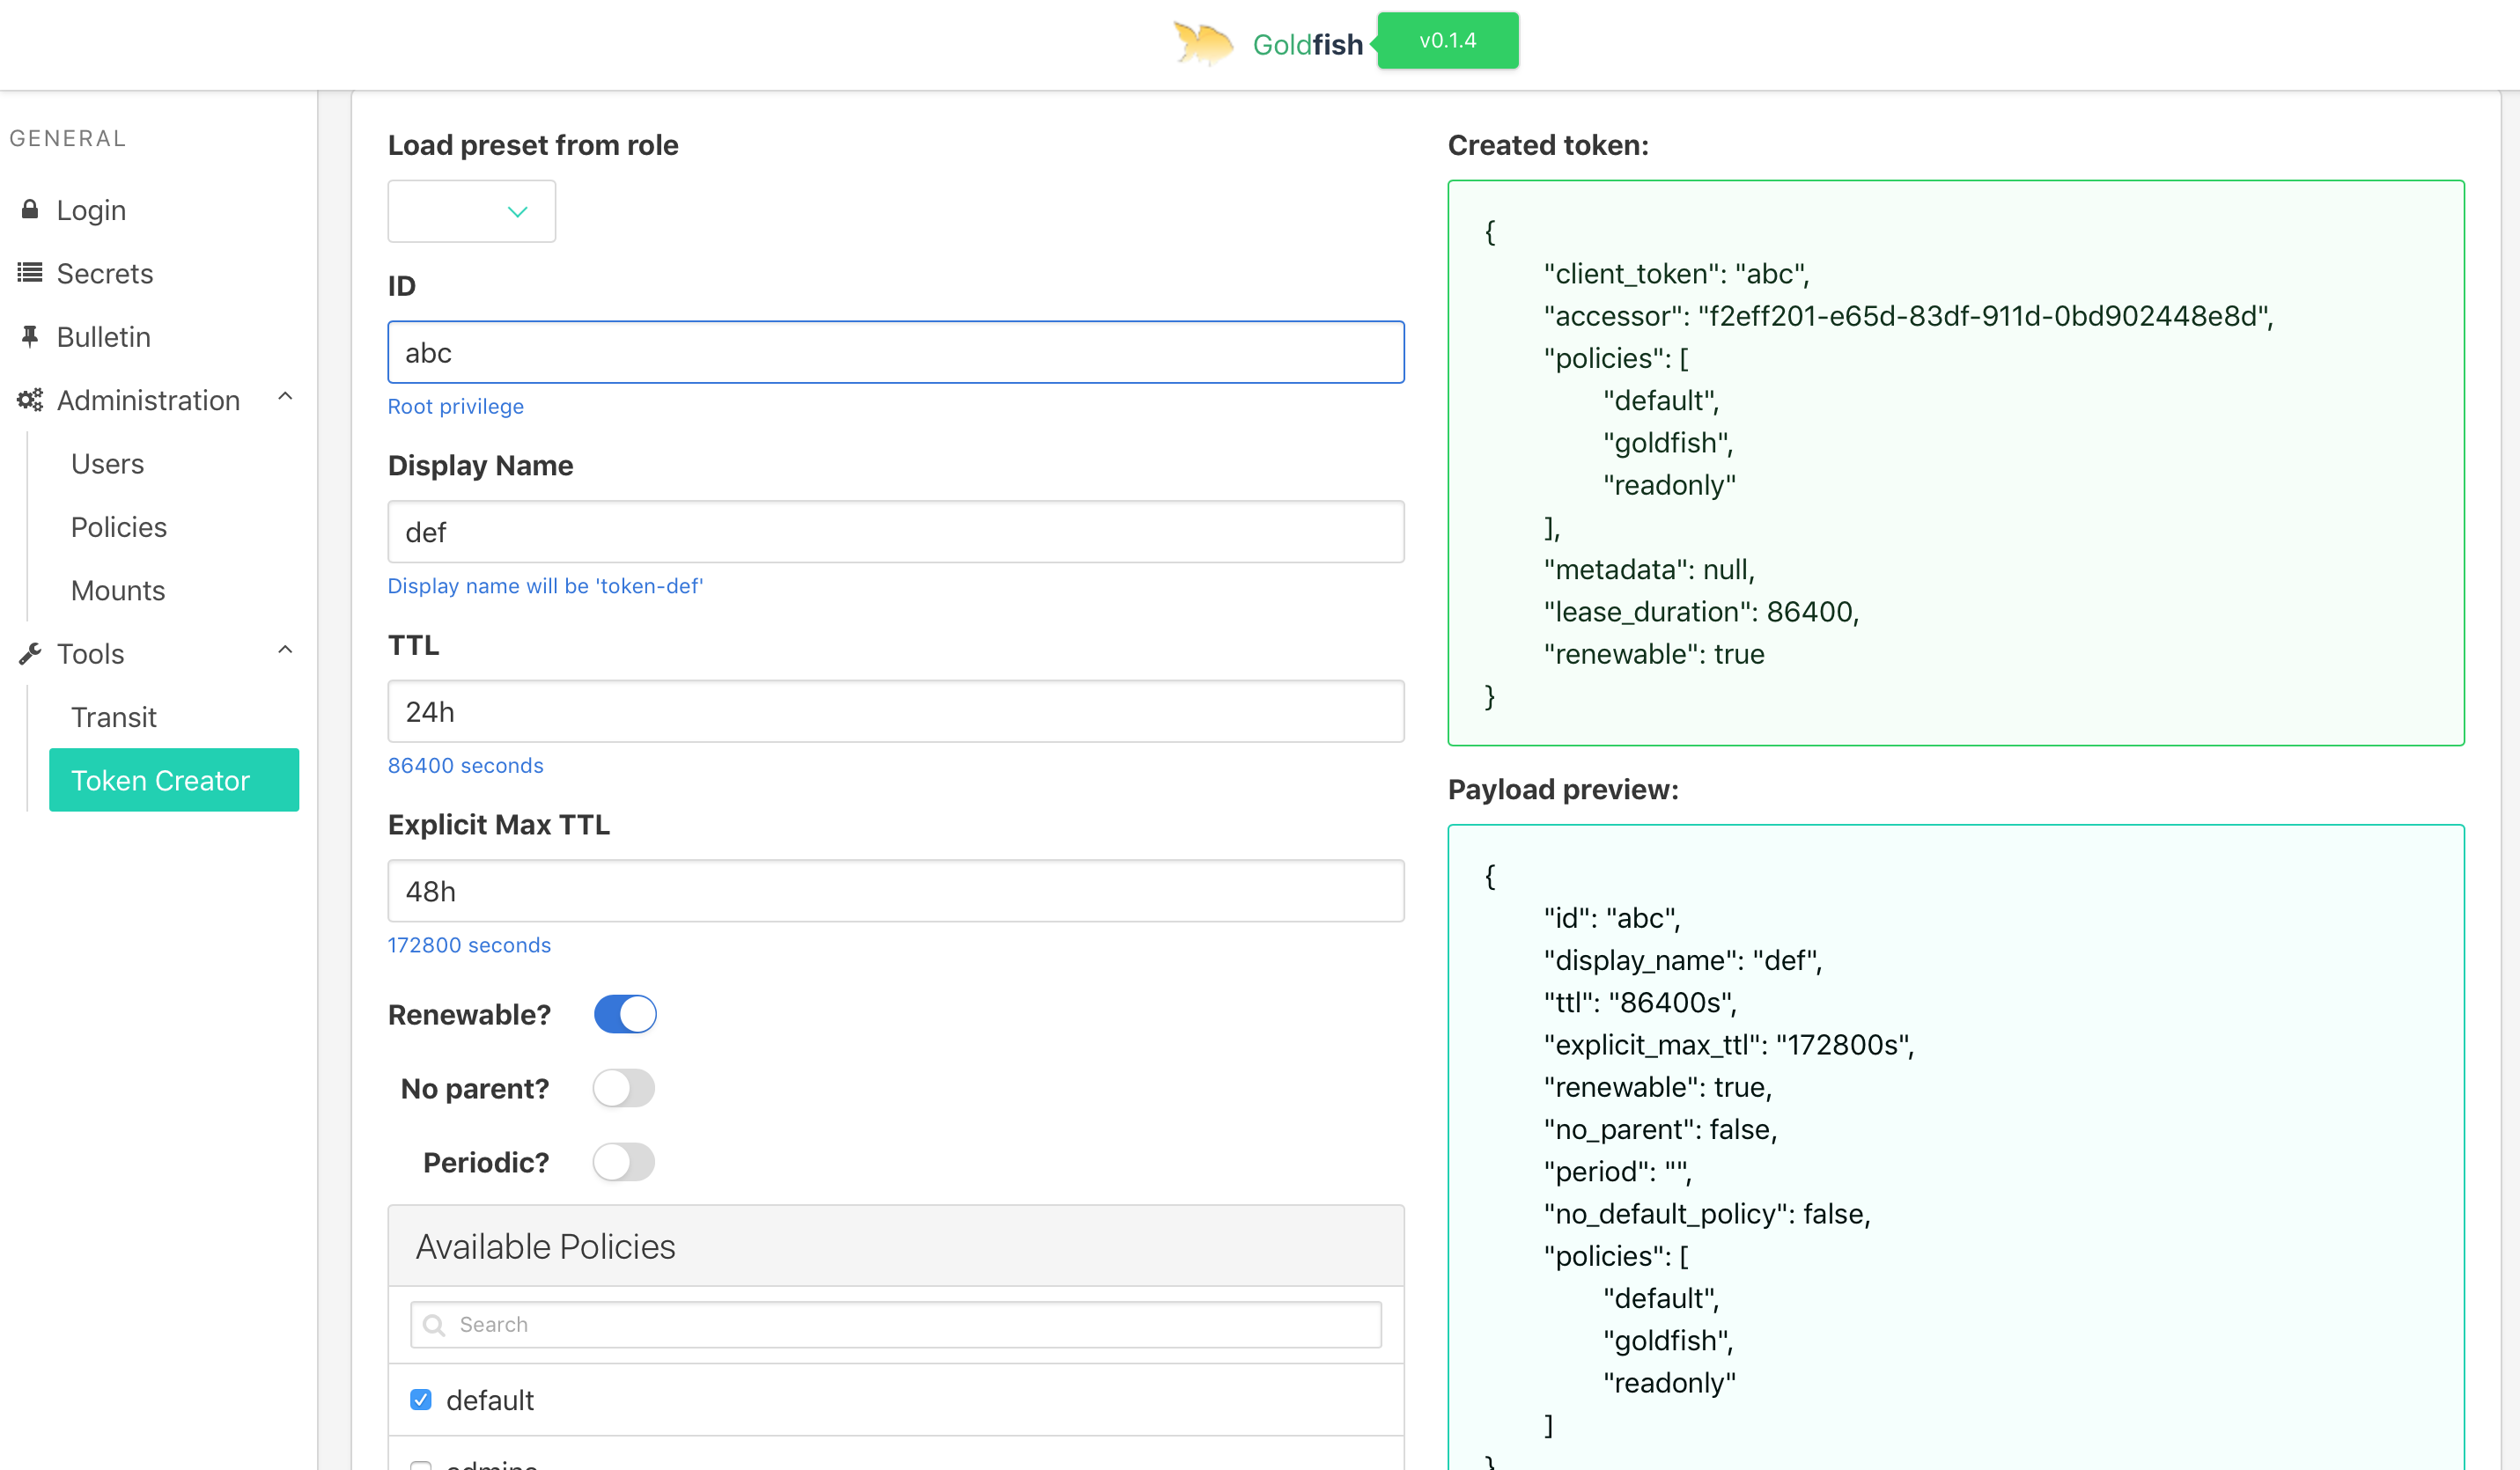 Goldfish
v0.1.4
GENERAL
Login
Secrets
Bulletin
Administration
Users
Policies
Mounts
Tools
Transit
Token Creator
Load preset from role
ID
abc
Root privilege
Display Name
def
Display name will be 'token-def'
TTL
24h
86400 seconds
Explicit Max TTL
48h
172800 seconds
Renewable?
No parent?
Periodic?
Available Policies
Search
default
Created token:
{
"client_token": "abc",
"accessor": "f2eff201-e65d-83df-911d-0bd902448e8d",
"policies": [
"default",
"goldfish",
"readonly"
],
"metadata": null,
"lease_duration": 86400,
"renewable": true
}
Payload preview:
{
"id": "abc",
"display_name": "def",
"ttl": "86400s",
"explicit_max_ttl": "172800s",
"renewable": true,
"no_parent": false,
"period": "",
"no_default_policy": false,
"policies": [
"default",
"goldfish",
"readonly"
]
}